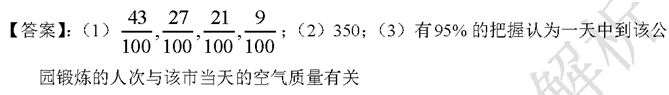 【答案】:(1) 43/100, 27/100, 21/100, 9/100;(2)350;(3)有95%的把握认为一天中到该公
园锻炼的人次与该市当天的空气质量有关
解析